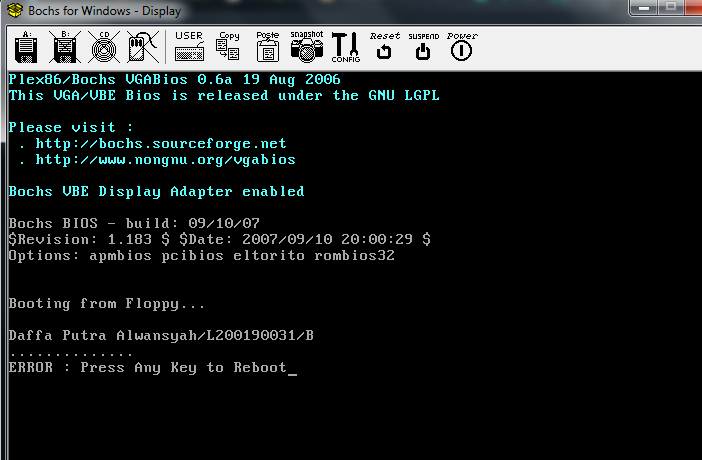 Bochs for Windows - Display
A: B: CD USER Copy Paste Snapshot CONFIG Reset SUSPEND Power
Plex86/Bochs VGABios 0.6a 19 Aug 2006
This VGA/VBE Bios is released under the GNU LGPL
Please visit :
. http://bochs.sourceforge.net
. http://www.nongnu.org/vgabios
Bochs VBE Display Adapter enabled
Bochs BIOS - build: 09/10/07
$Revision: 1.183 $ $Date: 2007/09/10 20:00:29 $
Options: apmbios pcibios eltorito rombios32
Booting from Floppy...
Daffa Putra Alwansyah/L200190031/B
..............
ERROR : Press Any Key to Reboot_